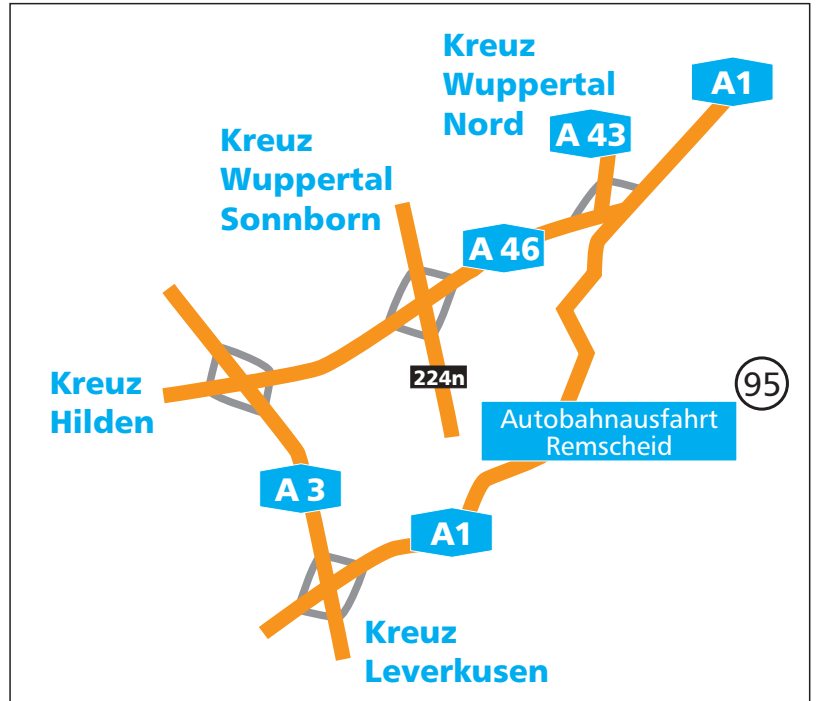 Kreuz
Wuppertal
Nord
A1
A 43
Kreuz
Wuppertal
Sonnborn
A 46
Kreuz
Hilden
224n
95
Autobahnausfahrt
Remscheid
A 3
A1
Kreuz
Leverkusen